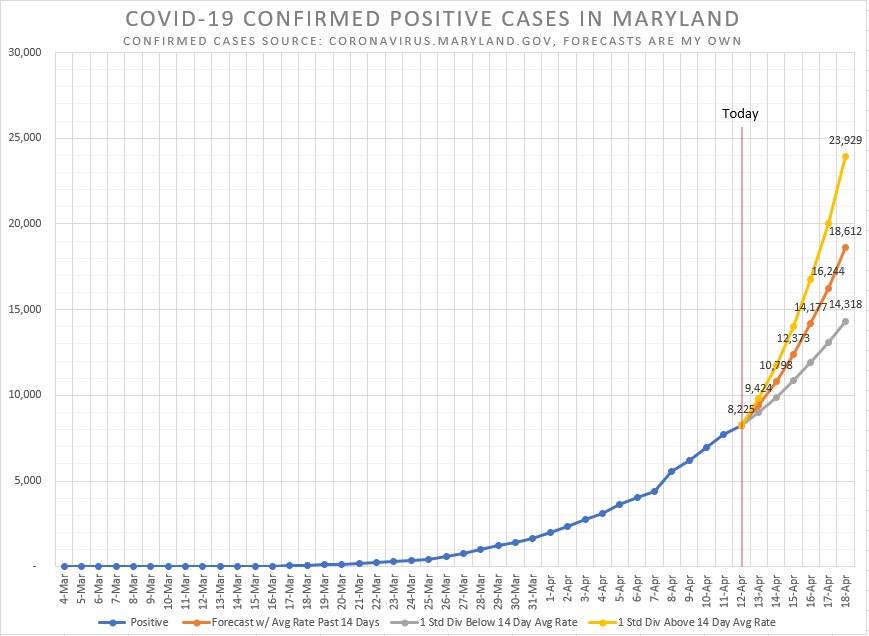 COVID-19 CONFIRMED POSITIVE CASES IN MARYLAND
CONFIRMED CASES SOURCE: CORONAVIRUS.MARYLAND.GOV, FORECASTS ARE MY OWN
30,000
25,000
20,000
15,000
10,000
5,000
-
Today
23,929
18,612
16,244
14,177
14,318
12,373
10,798
9,424
8,225
4-Mar
5-Mar
6-Mar
7-Mar
8-Mar
9-Mar
10-Mar
11-Mar
12-Mar
13-Mar
14-Mar
15-Mar
16-Mar
17-Mar
18-Mar
19-Mar
20-Mar
21-Mar
22-Mar
23-Mar
24-Mar
25-Mar
26-Mar
27-Mar
28-Mar
29-Mar
30-Mar
31-Mar
1-Apr
2-Apr
3-Apr
4-Apr
5-Apr
6-Apr
7-Apr
8-Apr
9-Apr
10-Apr
11-Apr
12-Apr
13-Apr
14-Apr
15-Apr
16-Apr
17-Apr
18-Apr
Positive
Forecast w/ Avg Rate Past 14 Days
1 Std Div Below 14 Day Avg Rate
1 Std Div Above 14 Day Avg Rate